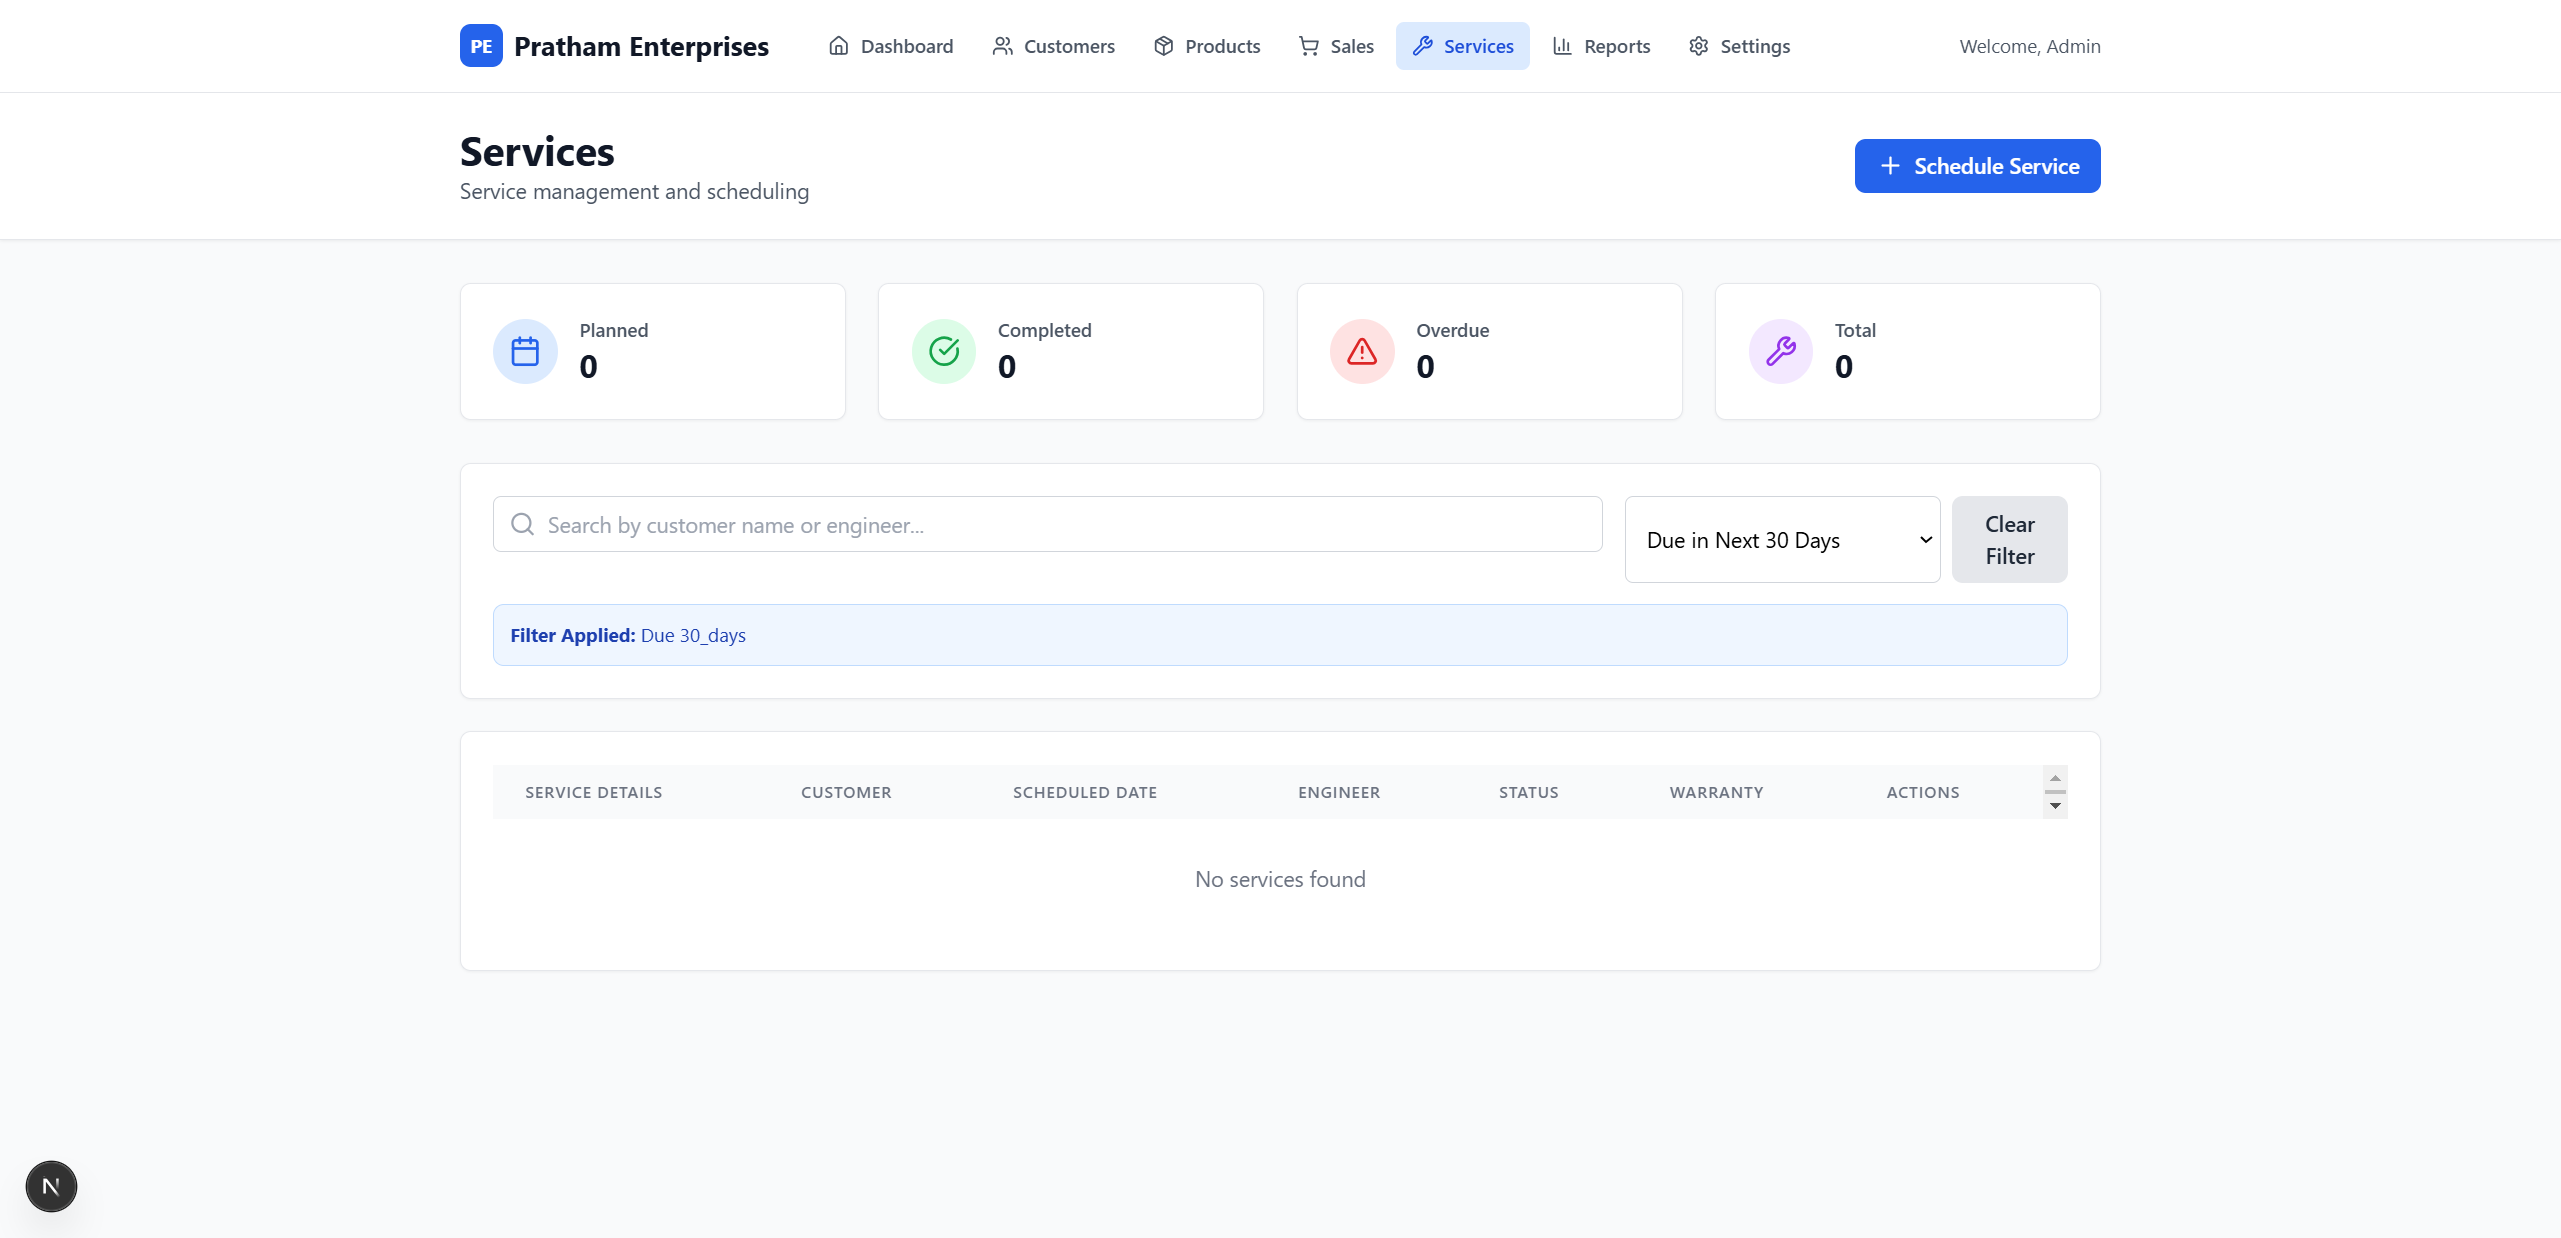 PE Pratham Enterprises Dashboard Customers Products Sales Services Reports Settings Welcome, Admin
Services
Service management and scheduling
Schedule Service
Planned
0
Completed
0
Overdue
0
Total
0
Search by customer name or engineer...
Due in Next 30 Days
Clear
Filter
Filter Applied: Due 30_days
SERVICE DETAILS CUSTOMER SCHEDULED DATE ENGINEER STATUS WARRANTY ACTIONS
No services found
N